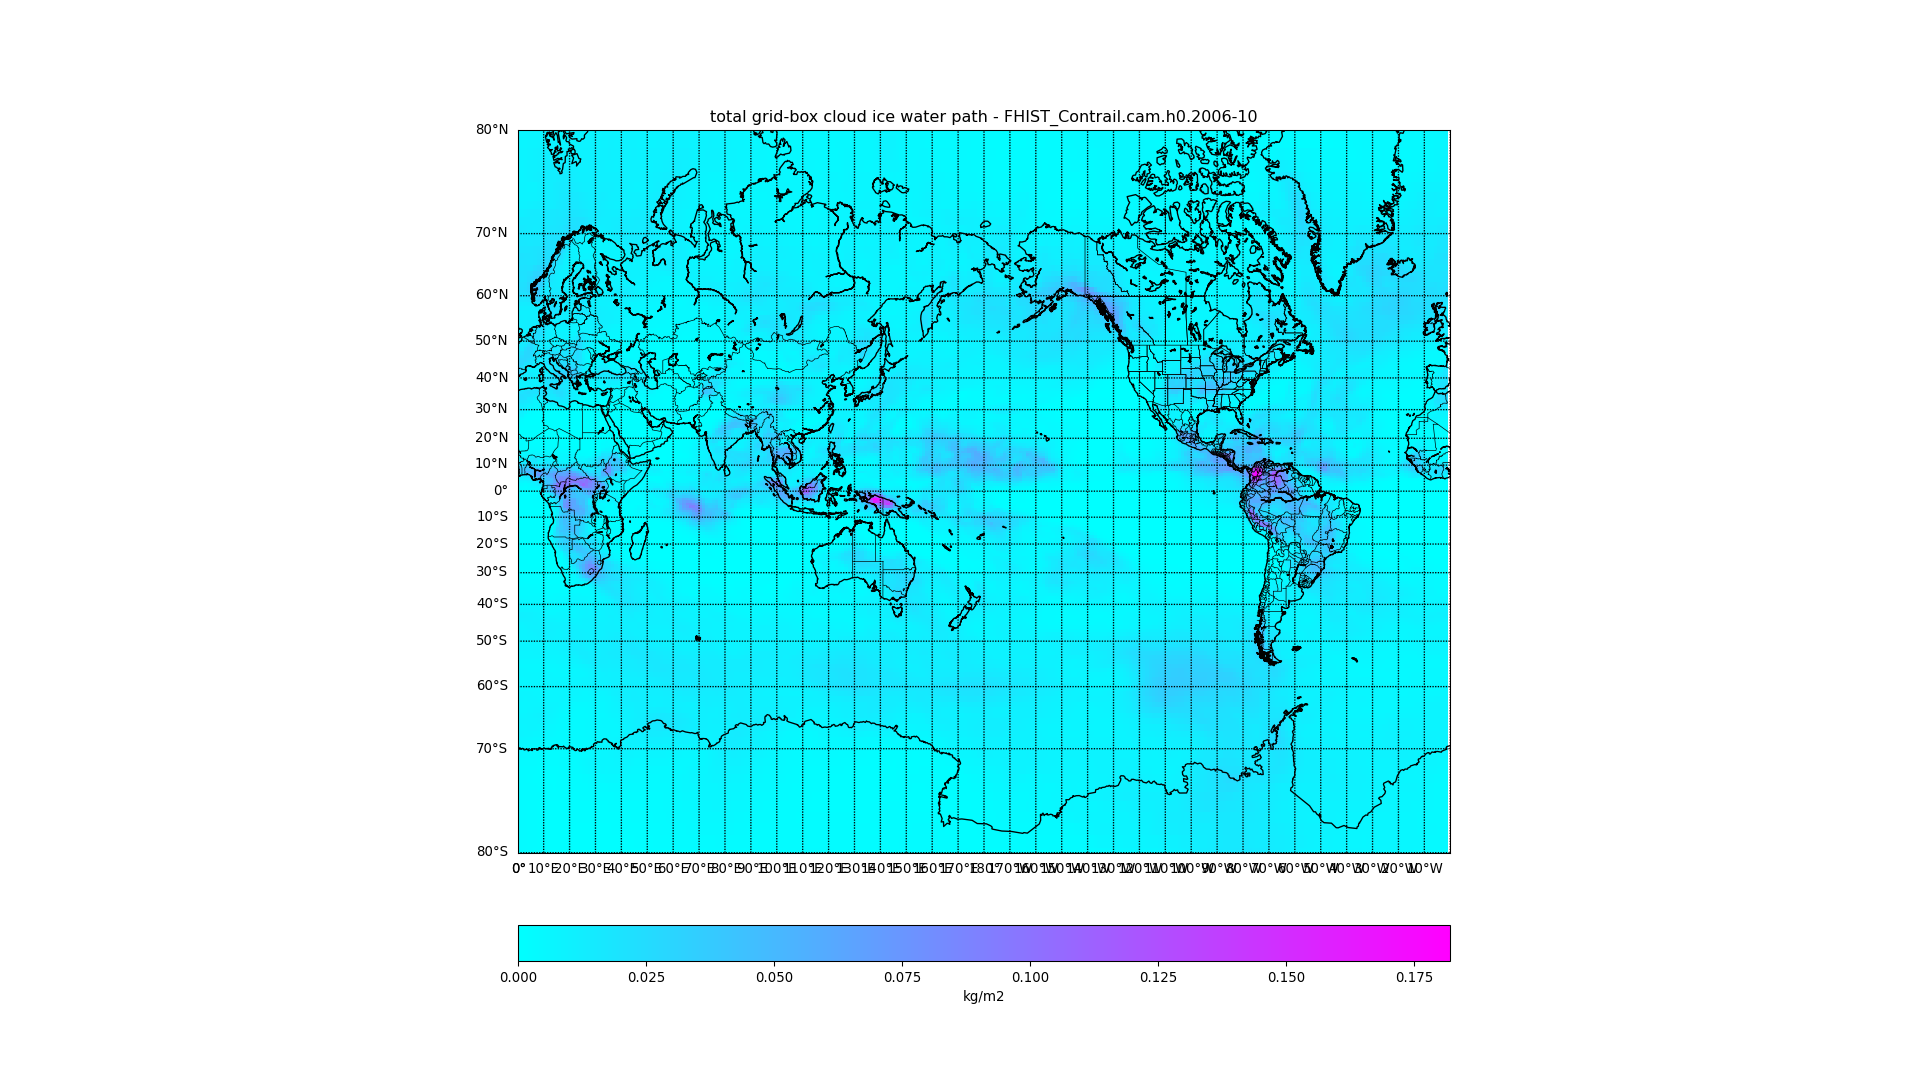 total grid-box cloud ice water path - FHIST_Contrail.cam.h0.2006-10
80°N
70°N
60°N
50°N
40°N
30°N
20°N
10°N
0°
10°S
20°S
30°S
40°S
50°S
60°S
70°S
80°S
0° 10°E 20°E 30°E 40°E 50°E 60°E 70°E 80°E 90°E 100°E 110°E 120°E 130°E 140°E 150°E 160°E 170°E 180° 170°W 160°W 150°W 140°W 130°W 120°W 110°W 100°W 90°W 80°W 70°W 60°W 50°W 40°W 30°W 20°W 10°W
0.000 0.025 0.050 0.075 0.100 0.125 0.150 0.175
kg/m2